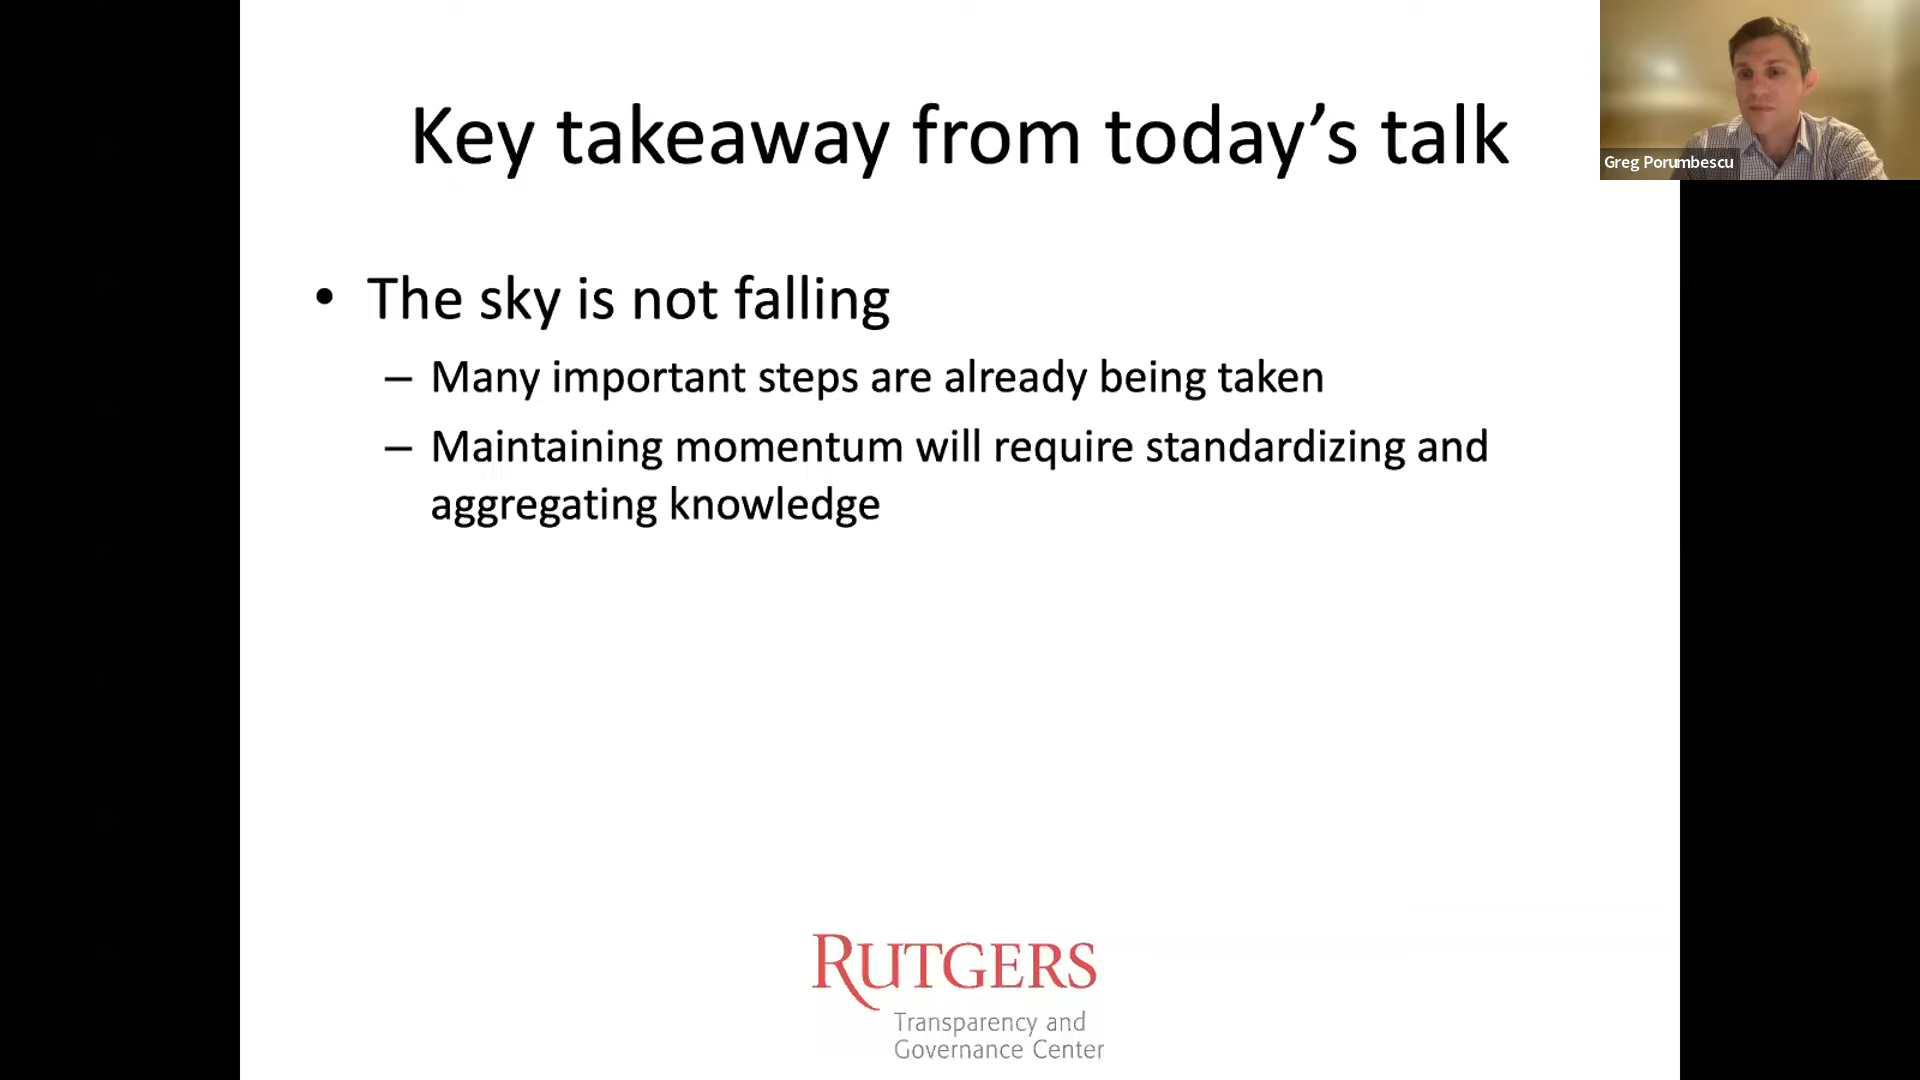 Key takeaway from today’s talk
Greg Porumbescu
• The sky is not falling
– Many important steps are already being taken
– Maintaining momentum will require standardizing and
aggregating knowledge
RUTGERS
Transparency and
Governance Center